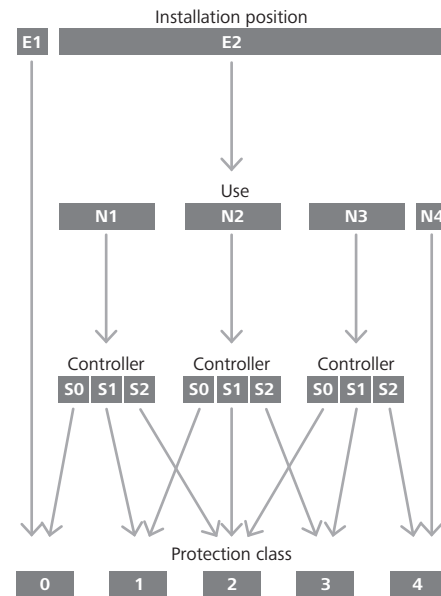 Installation position
E1 E2
Use
N1 N2 N3 N4
Controller Controller Controller
S0 S1 S2 S0 S1 S2 S0 S1 S2
Protection class
0 1 2 3 4